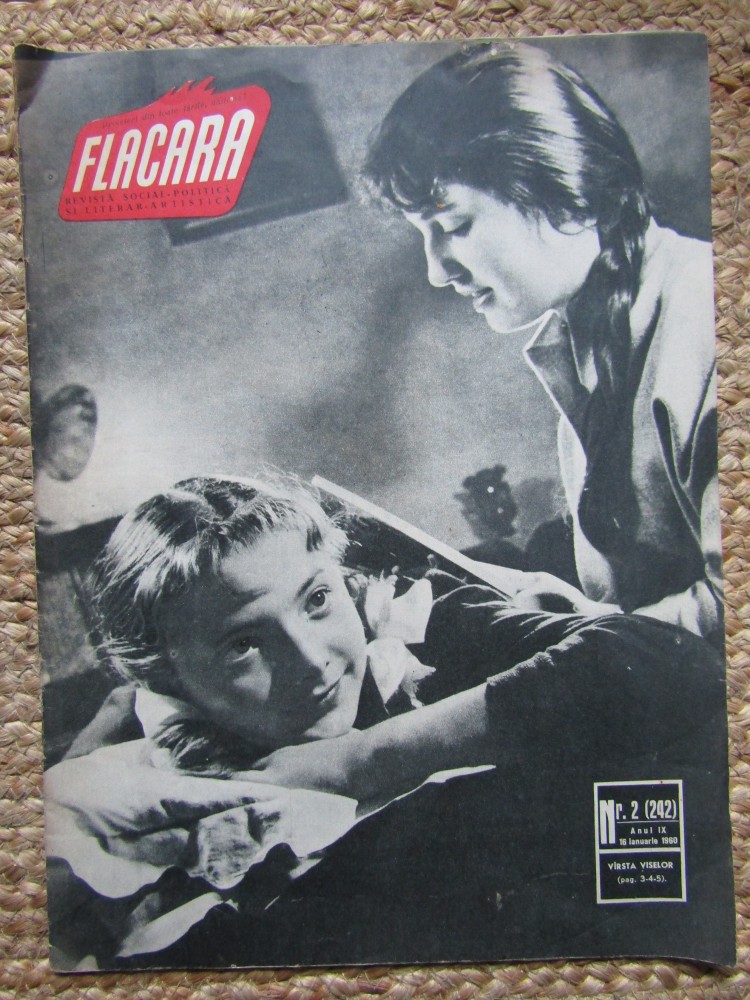 FLACARA
REVISTĂ SOCIAL-POLITICĂ
ȘI LITERAR-ARTISTICĂ
Nr. 2 (242)
Anul IX
16 ianuarie 1960
VÎRSTA VISELOR
(pag. 3-4-5).